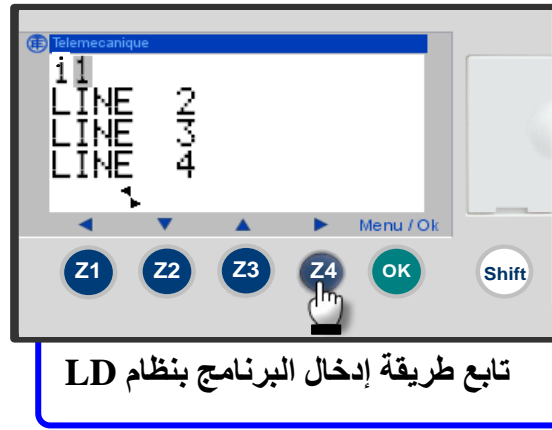 Telemecanique
i1
LINE 2
LINE 3
LINE 4
Menu / Ok
Z1 Z2 Z3 Z4 OK Shift
تابع طريقة إدخال البرنامج بنظام LD